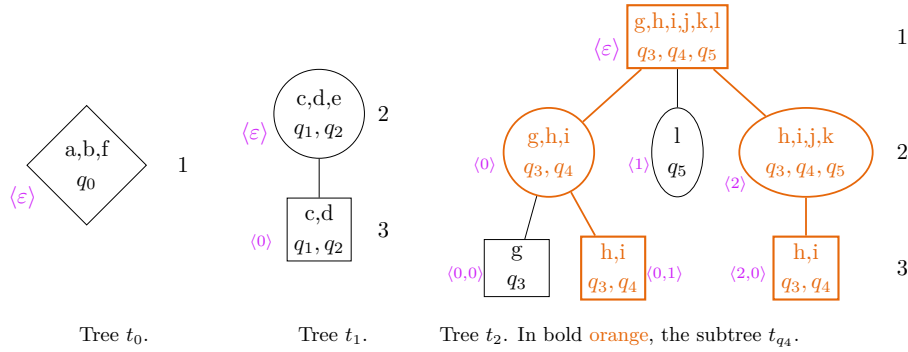 a,b,f
q₀
⟨ε⟩
1
Tree t₀.
c,d,e
q₁, q₂
⟨ε⟩
2
c,d
q₁, q₂
⟨0⟩
3
Tree t₁.
g,h,i,j,k,l
q₃, q₄, q₅
⟨ε⟩
1
g,h,i
q₃, q₄
⟨0⟩
l
q₅
⟨1⟩
h,i,j,k
q₃, q₄, q₅
⟨2⟩
2
g
q₃
⟨0,0⟩
h,i
q₃, q₄
⟨0,1⟩
h,i
q₃, q₄
⟨2,0⟩
3
Tree t₂. In bold orange, the subtree t_{q4}.